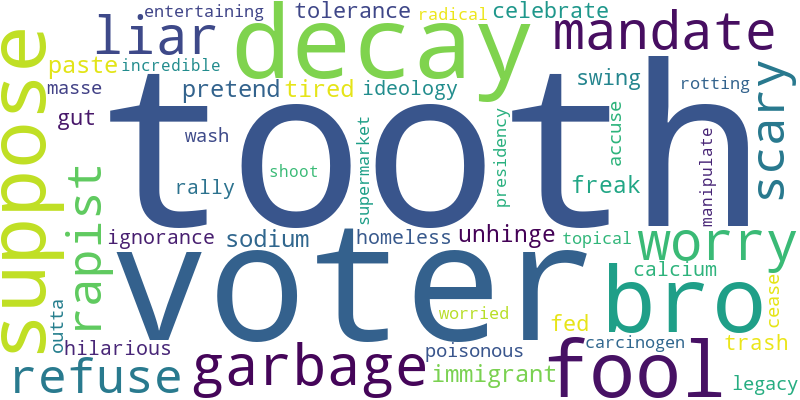 entertaining
tolerance
radical
celebrate
liar
decay
mandate
paste
incredible
masse
pretend
tired
ideology
swing
rotting
scary
suppose
gut
tooth
wash
supermarket
presidency
accuse
manipulate
rally
shoot
freak
rapist
ignorance
sodium
homeless
unhinge
topical
worry
voter
calcium
bro
outta
worried
fed
cease
hilarious
garbage
poisonous
carcinogen
trash
refuse
immigrant
fool
legacy